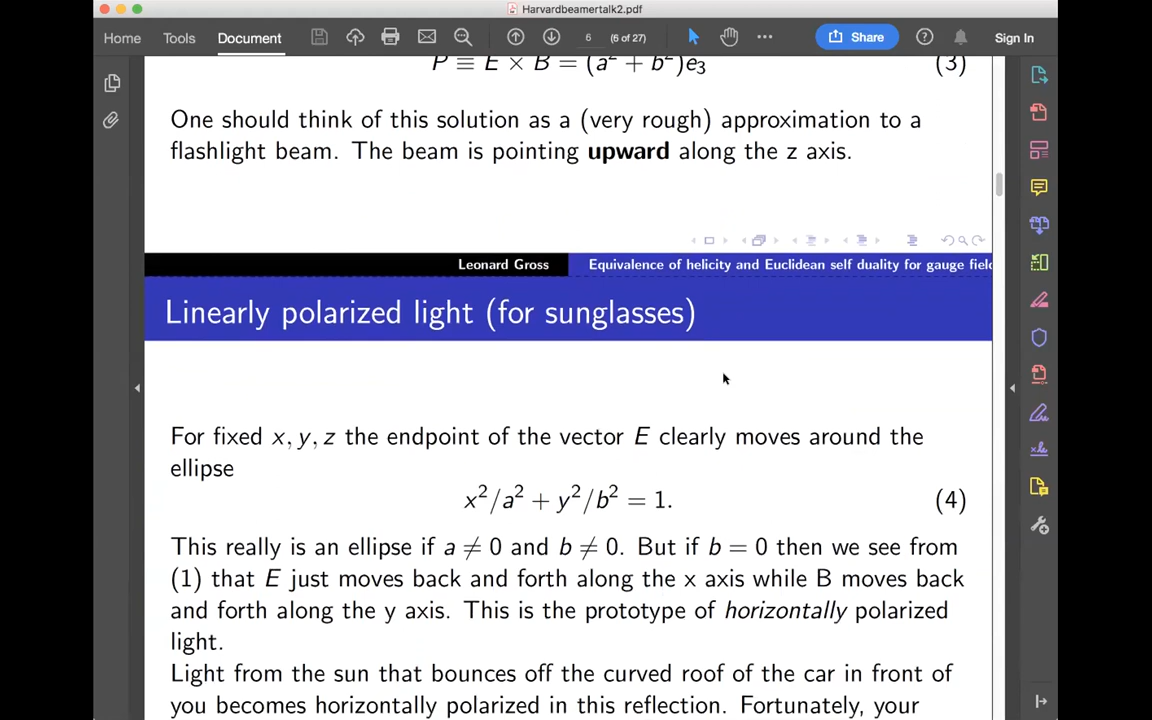 Harvardbeamertalk2.pdf
Home Tools Document 6 (6 of 27) Share Sign In
P ≡ E × B = (a² + b²)e₃ (3)
One should think of this solution as a (very rough) approximation to a
flashlight beam. The beam is pointing upward along the z axis.
Leonard Gross Equivalence of helicity and Euclidean self duality for gauge field
Linearly polarized light (for sunglasses)
For fixed x, y, z the endpoint of the vector E clearly moves around the
ellipse
x²/a² + y²/b² = 1. (4)
This really is an ellipse if a ≠ 0 and b ≠ 0. But if b = 0 then we see from
(1) that E just moves back and forth along the x axis while B moves back
and forth along the y axis. This is the prototype of horizontally polarized
light.
Light from the sun that bounces off the curved roof of the car in front of
you becomes horizontally polarized in this reflection. Fortunately, your